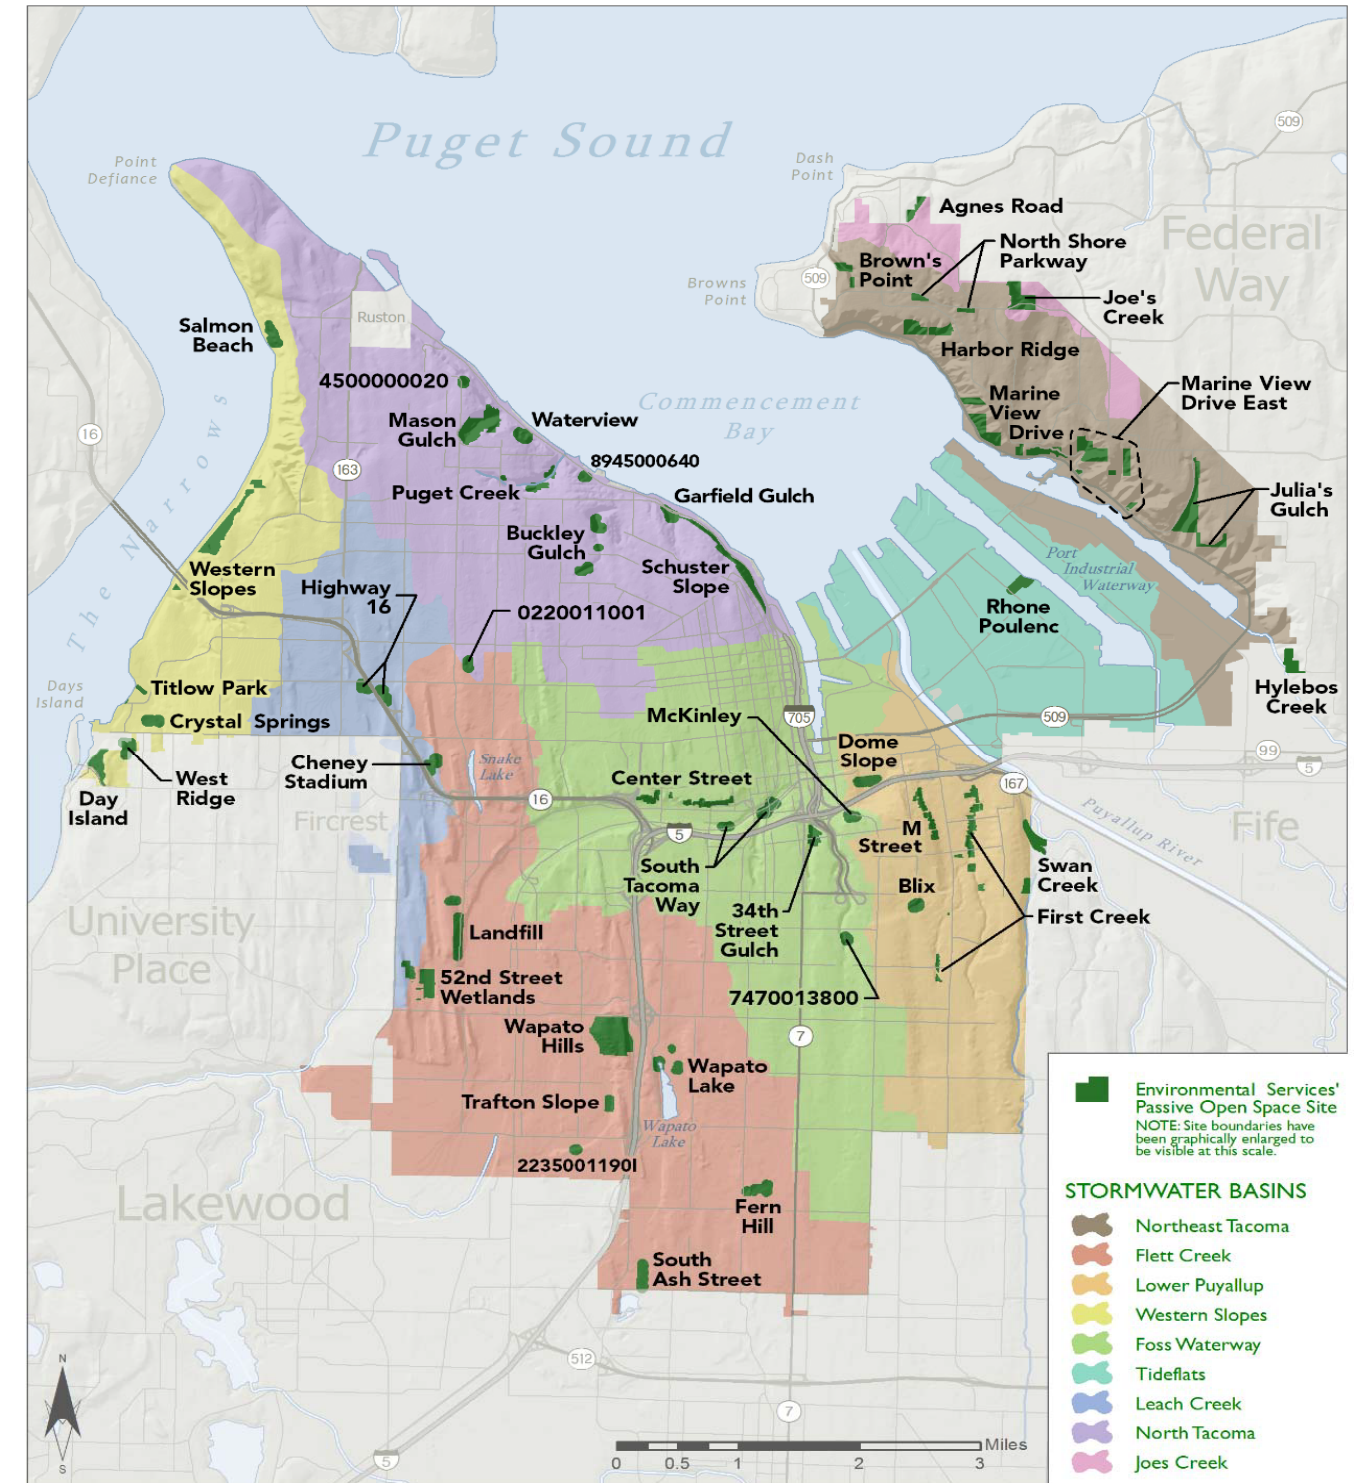 Puget Sound
Point
Defiance
Dash
Point
509
Agnes Road
Federal
Way
North Shore
Parkway
Brown's
Point
Browns
Point
509
Joe's
Creek
Ruston
Salmon
Beach
Harbor Ridge
4500000020
Commencement
Bay
Marine View
Drive East
Marine
View
Drive
Mason
Gulch
Waterview
16
The Narrows
163
8945000640
Puget Creek
Garfield Gulch
Julia's
Gulch
Buckley
Gulch
Schuster
Slope
Port
Industrial
Waterway
Western
Slopes
Highway
16
0220011001
Rhone
Poulenc
Days
Island
Titlow Park
Crystal Springs
McKinley
705
509
Hylebos
Creek
Dome
Slope
99
5
Cheney
Stadium
Snake
Lake
West
Ridge
Center Street
167
Day
Island
16
Fircrest
5
M
Street
Puyallup River
Fife
South
Tacoma
Way
Swan
Creek
Blix
34th
Street
Gulch
First Creek
University
Place
Landfill
52nd Street
Wetlands
7470013800
Wapato
Hills
7
Wapato
Lake
Trafton Slope
Wapato
Lake
2235001190I
Lakewood
Fern
Hill
South
Ash Street
512
7
5
N
S
0 0.5 1 2 3 Miles
Environmental Services'
Passive Open Space Site
NOTE: Site boundaries have
been graphically enlarged to
be visible at this scale.
STORMWATER BASINS
Northeast Tacoma
Flett Creek
Lower Puyallup
Western Slopes
Foss Waterway
Tideflats
Leach Creek
North Tacoma
Joes Creek